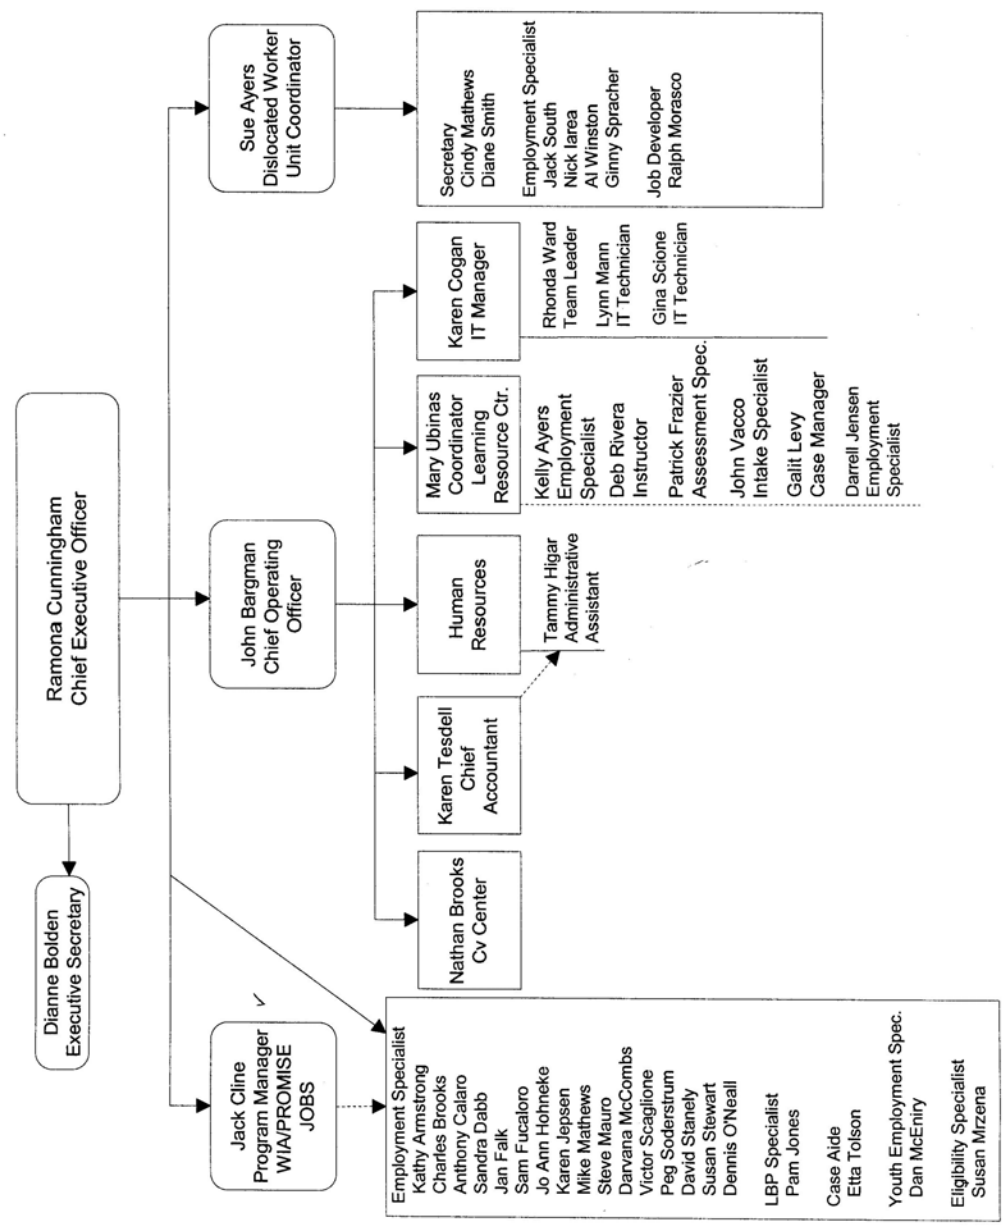 Ramona Cunningham
Chief Executive Officer
Dianne Bolden
Executive Secretary
Jack Cline
Program Manager
WIA/PROMISE
JOBS
John Bargman
Chief Operating
Officer
Sue Ayers
Dislocated Worker
Unit Coordinator
Employment Specialist
Kathy Armstrong
Charles Brooks
Anthony Calaro
Sandra Dabb
Jan Falk
Sam Fucaloro
Jo Ann Hohneke
Karen Jepsen
Mike Mathews
Steve Mauro
Darvana McCombs
Victor Scaglione
Peg Soderstrum
David Stanely
Susan Stewart
Dennis O'Neall
LBP Specialist
Pam Jones
Case Aide
Etta Tolson
Youth Employment Spec.
Dan McEniry
Eligibility Specialist
Susan Mrzena
Nathan Brooks
Cv Center
Karen Tesdell
Chief
Accountant
Human
Resources
Tammy Higar
Administrative
Assistant
Mary Ubinas
Coordinator
Learning
Resource Ctr.
Kelly Ayers
Employment
Specialist
Deb Rivera
Instructor
Patrick Frazier
Assessment Spec.
John Vacco
Intake Specialist
Galit Levy
Case Manager
Darrell Jensen
Employment
Specialist
Karen Cogan
IT Manager
Rhonda Ward
Team Leader
Lynn Mann
IT Technician
Gina Scione
IT Technician
Secretary
Cindy Mathews
Diane Smith
Employment Specialist
Jack South
Nick Iarea
Al Winston
Ginny Spracher
Job Developer
Ralph Morasco